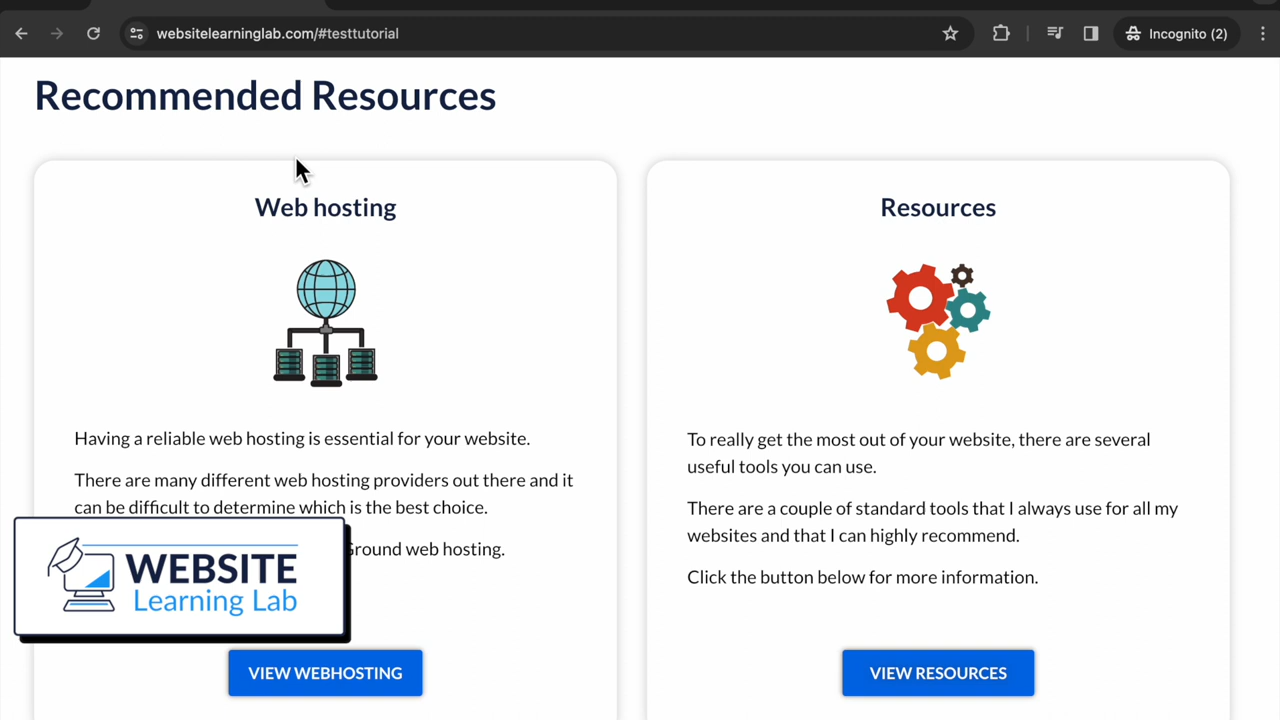 websitelearninglab.com/#testtutorial
Incognito (2)
Recommended Resources
Web hosting
Having a reliable web hosting is essential for your website.
There are many different web hosting providers out there and it
can be difficult to determine which is the best choice.
Ground web hosting.
VIEW WEBHOSTING
Resources
To really get the most out of your website, there are several
useful tools you can use.
There are a couple of standard tools that I always use for all my
websites and that I can highly recommend.
Click the button below for more information.
VIEW RESOURCES
WEBSITE
Learning Lab